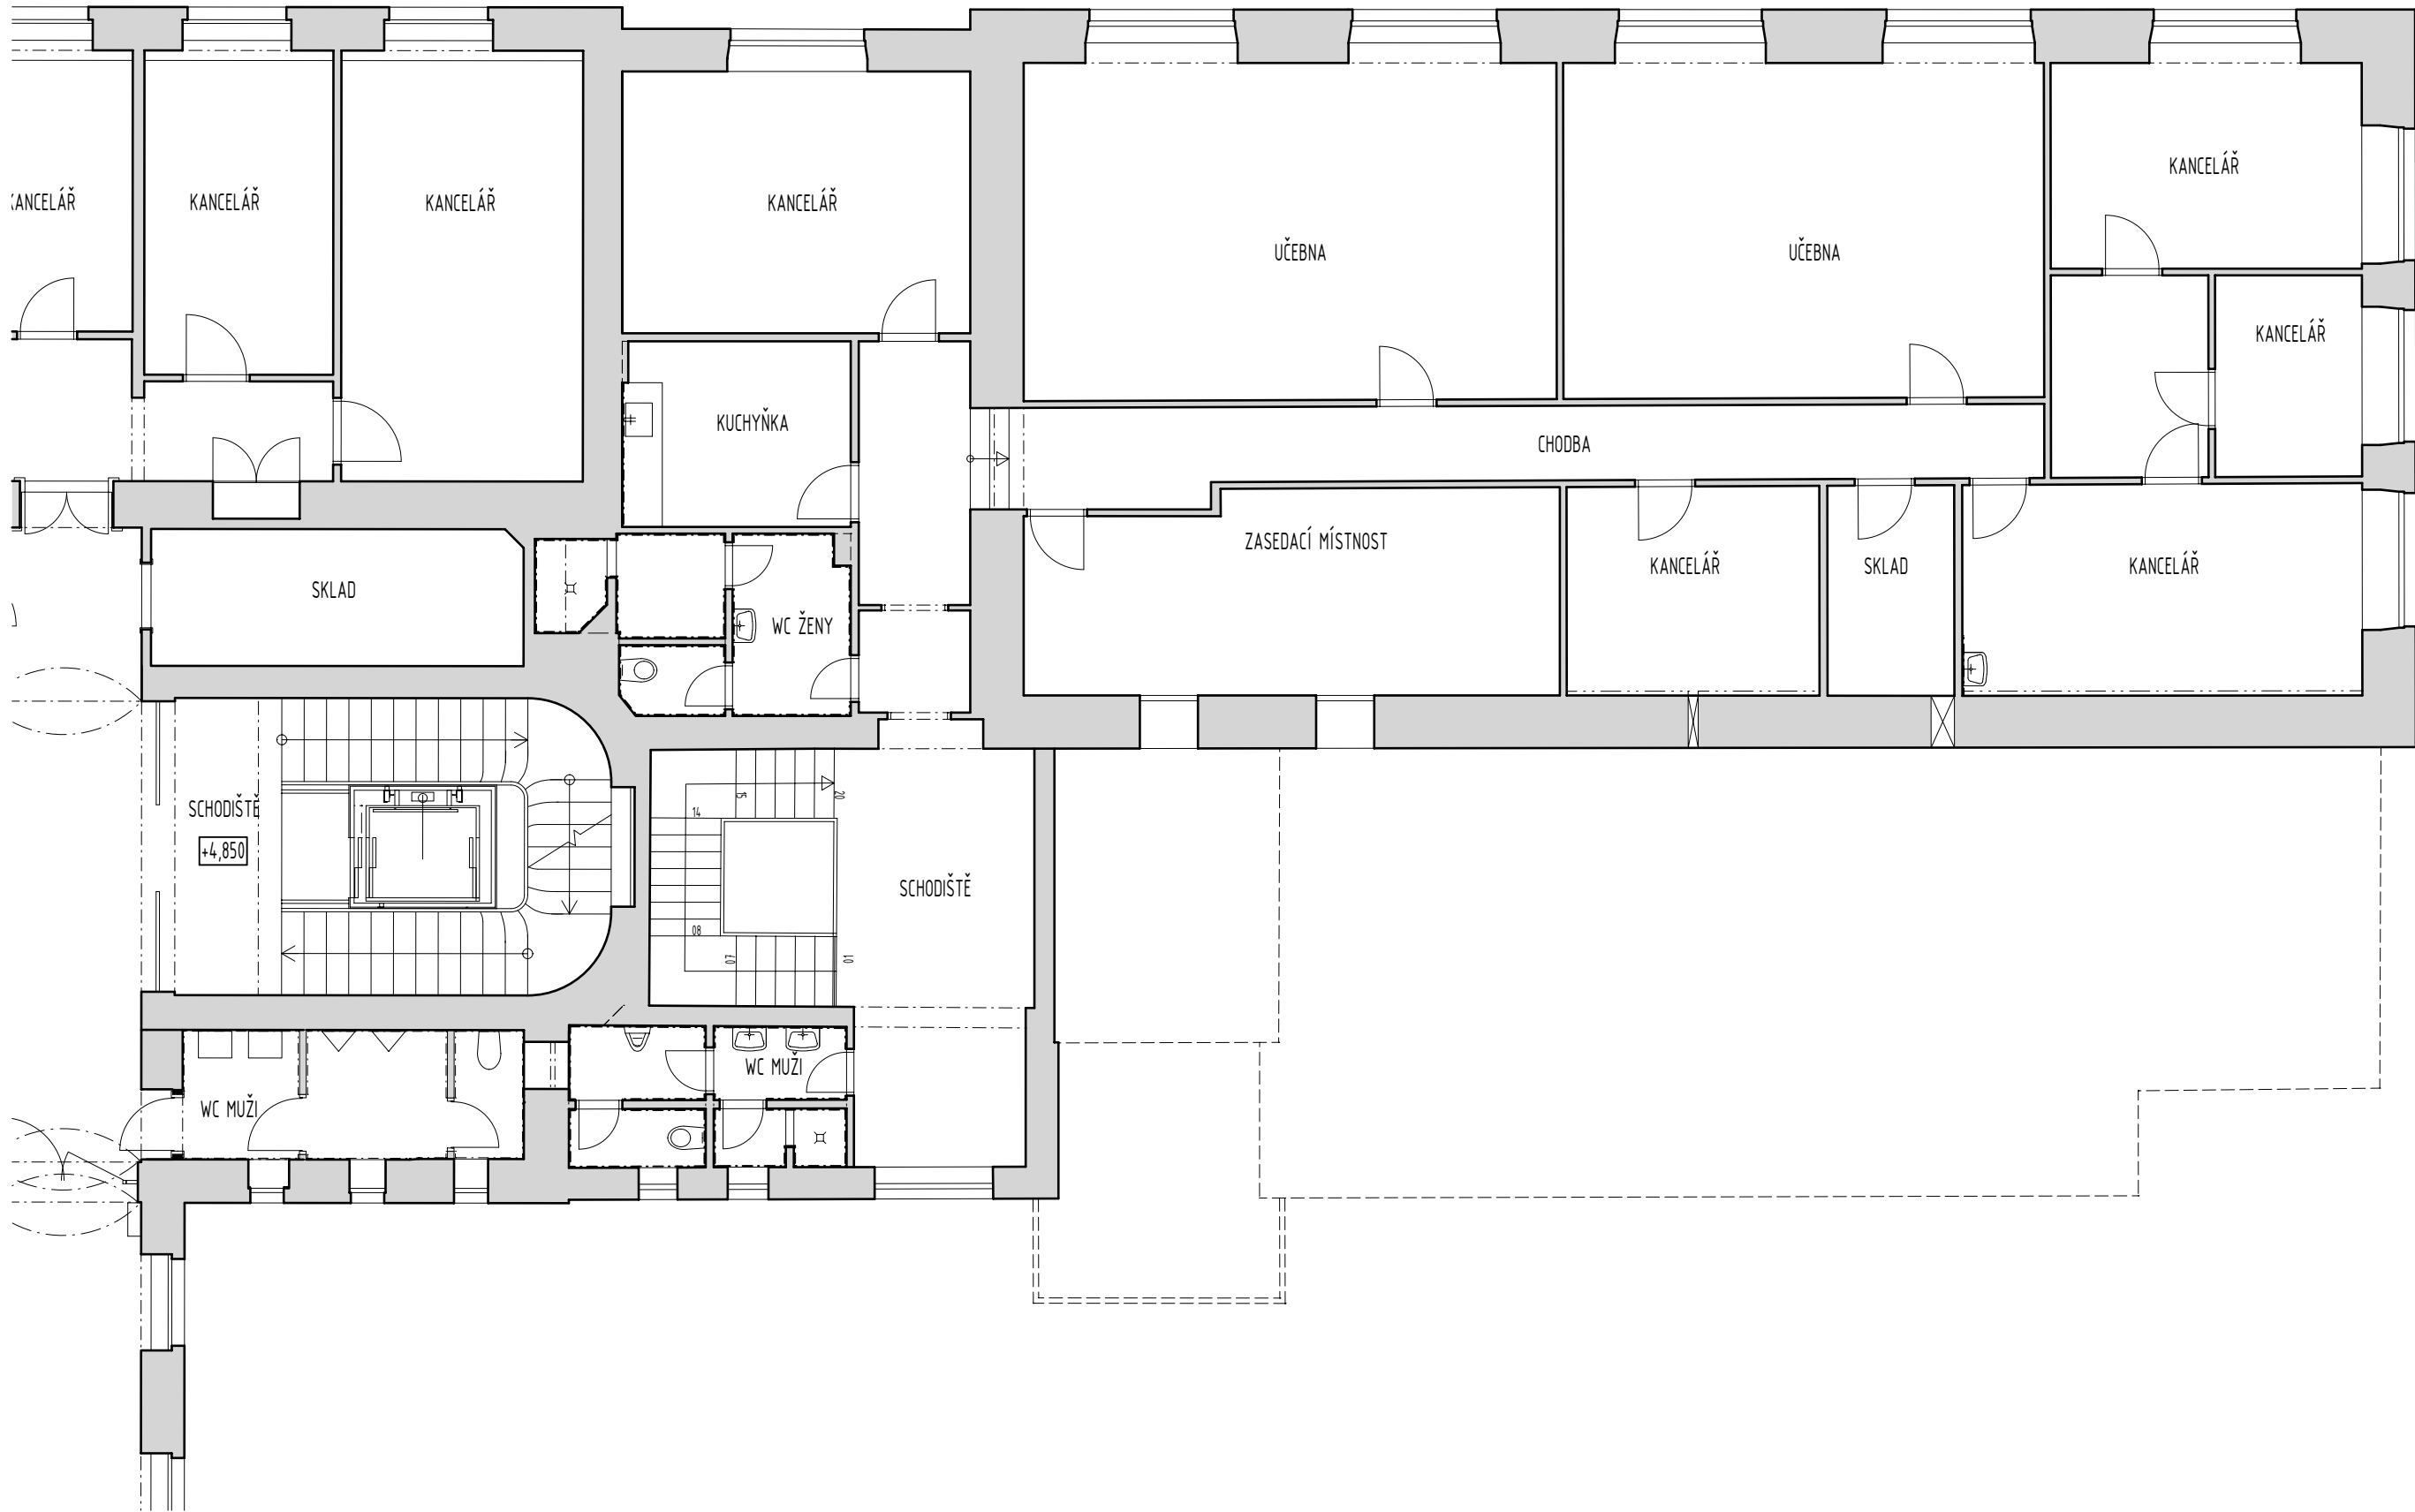 KANCELÁŘ
KANCELÁŘ
KANCELÁŘ
KANCELÁŘ
UČEBNA
UČEBNA
KANCELÁŘ
KANCELÁŘ
KUCHYŇKA
CHODBA
SKLAD
WC ŽENY
ZASEDACÍ MÍSTNOST
KANCELÁŘ
SKLAD
KANCELÁŘ
SCHODIŠTĚ
+4,850
15
20
14
08
07
01
SCHODIŠTĚ
WC MUŽI
WC MUŽI